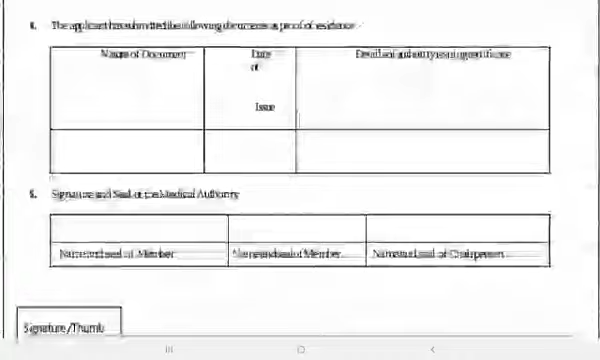 4. The applicant has submitted the following document as proof of residence:-
Name of Document
Date
of
Issue
Details of authority issuing certificate
5. Signature and Seal of the Medical Authority
Name and seal of Member
Name and seal of Member
Name and seal of Chairperson
Signature/Thumb